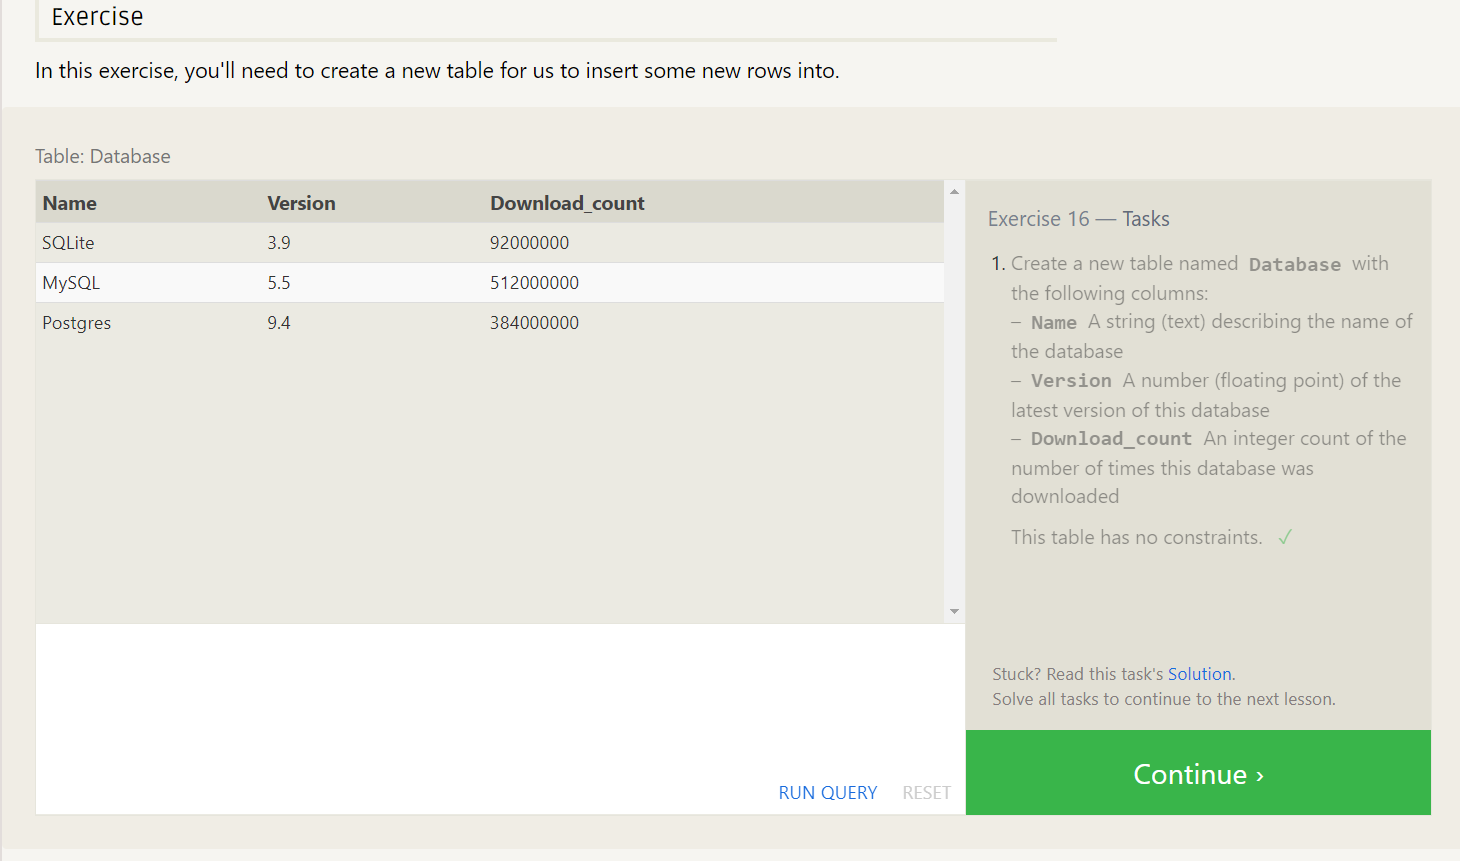 Exercise
In this exercise, you'll need to create a new table for us to insert some new rows into.
Table: Database
Name Version Download_count
SQLite 3.9 92000000
MySQL 5.5 512000000
Postgres 9.4 384000000
Exercise 16 — Tasks
1. Create a new table named Database with
the following columns:
– Name A string (text) describing the name of
the database
– Version A number (floating point) of the
latest version of this database
– Download_count An integer count of the
number of times this database was
downloaded
This table has no constraints. ✓
Stuck? Read this task's Solution.
Solve all tasks to continue to the next lesson.
RUN QUERY RESET
Continue ›